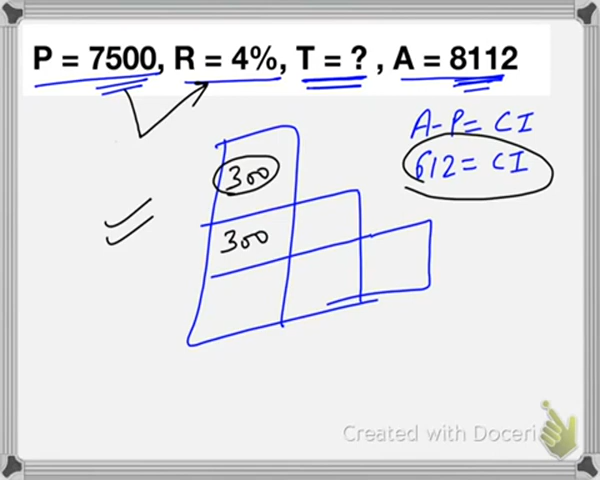 P = 7500, R = 4%, T = ? , A = 8112
A-P= CI
612= CI
300
300
Created with Doceri